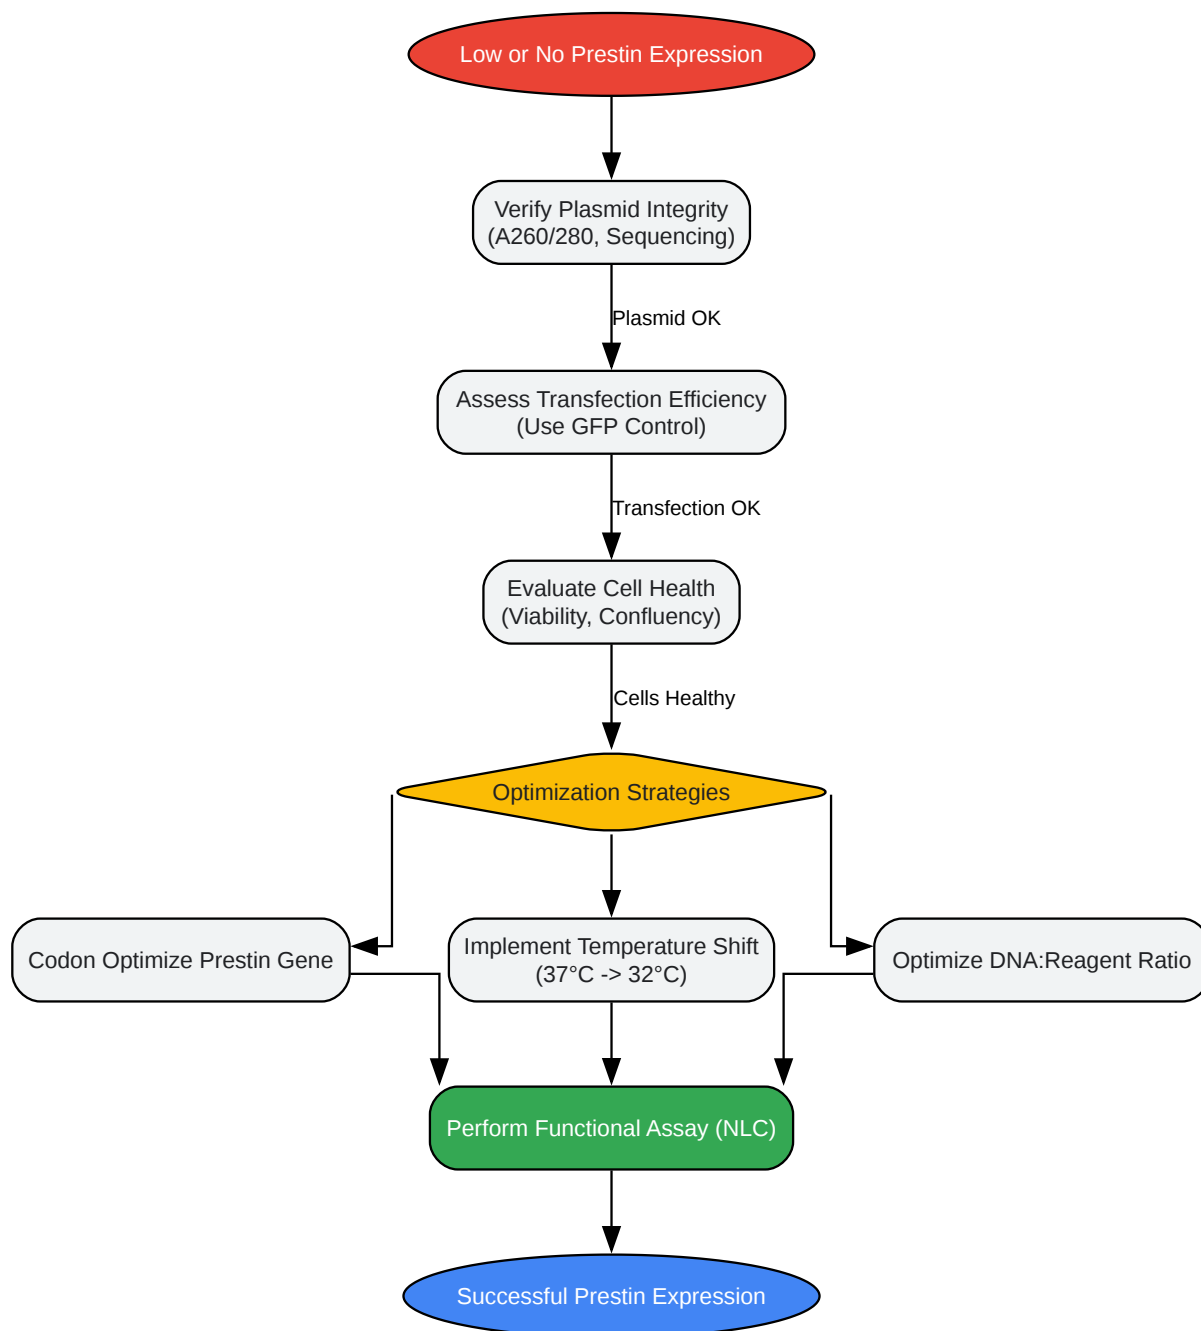 Low or No Prestin Expression
Verify Plasmid Integrity
(A260/280, Sequencing)
Plasmid OK
Assess Transfection Efficiency
(Use GFP Control)
Transfection OK
Evaluate Cell Health
(Viability, Confluency)
Cells Healthy
Optimization Strategies
Codon Optimize Prestin Gene
Implement Temperature Shift
(37°C -> 32°C)
Optimize DNA:Reagent Ratio
Perform Functional Assay (NLC)
Successful Prestin Expression